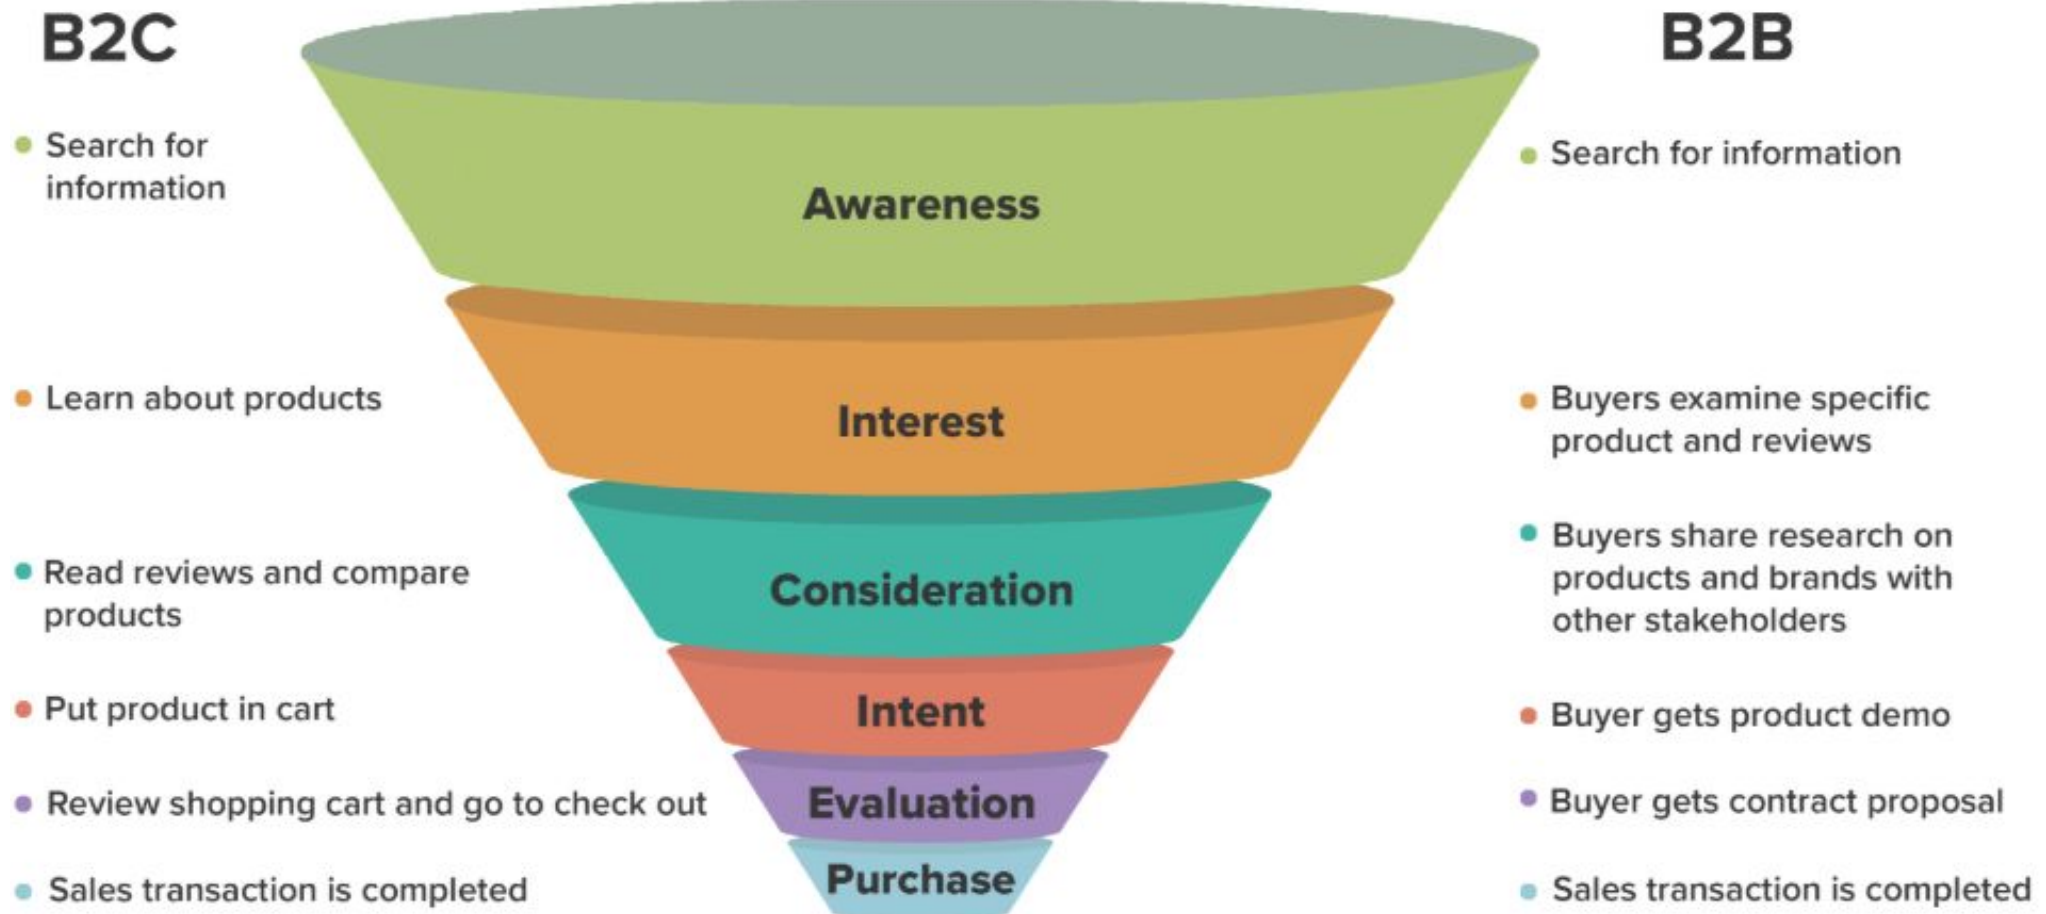 B2C
Search for
information
Learn about products
Read reviews and compare
products
Put product in cart
Review shopping cart and go to check out
Sales transaction is completed
Awareness
Interest
Consideration
Intent
Evaluation
Purchase
B2B
Search for information
Buyers examine specific
product and reviews
Buyers share research on
products and brands with
other stakeholders
Buyer gets product demo
Buyer gets contract proposal
Sales transaction is completed